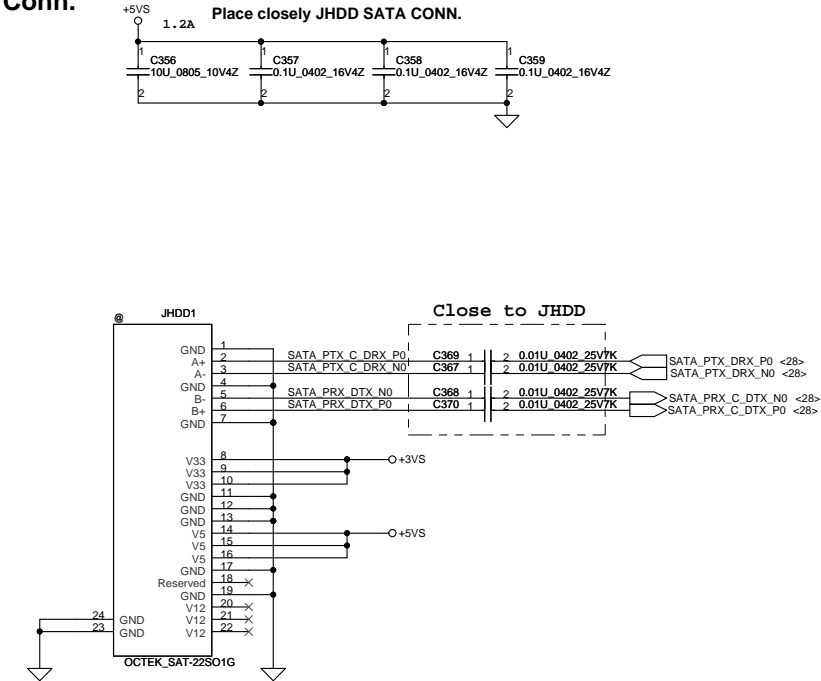 Conn.
+5VS
1.2A
Place closely JHDD SATA CONN.
1 1 1 1
C356 C357 C358 C359
10U_0805_10V4Z 0.1U_0402_16V4Z 0.1U_0402_16V4Z 0.1U_0402_16V4Z
2 2 2 2
Close to JHDD
@ JHDD1
GND 1
A+ 2 SATA_PTX_C_DRX_P0 C369 1 2 0.01U_0402_25V7K SATA_PTX_DRX_P0 <28>
A- 3 SATA_PTX_C_DRX_N0 C367 1 2 0.01U_0402_25V7K SATA_PTX_DRX_N0 <28>
GND 4
B- 5 SATA_PRX_DTX_N0 C368 1 2 0.01U_0402_25V7K SATA_PRX_C_DTX_N0 <28>
B+ 6 SATA_PRX_DTX_P0 C370 1 2 0.01U_0402_25V7K SATA_PRX_C_DTX_P0 <28>
GND 7
V33 8 +3VS
V33 9
V33 10
GND 11
GND 12
GND 13
V5 14 +5VS
V5 15
V5 16
GND 17
Reserved 18
GND 19
V12 20
24 GND V12 21
23 GND V12 22
OCTEK_SAT-22SO1G